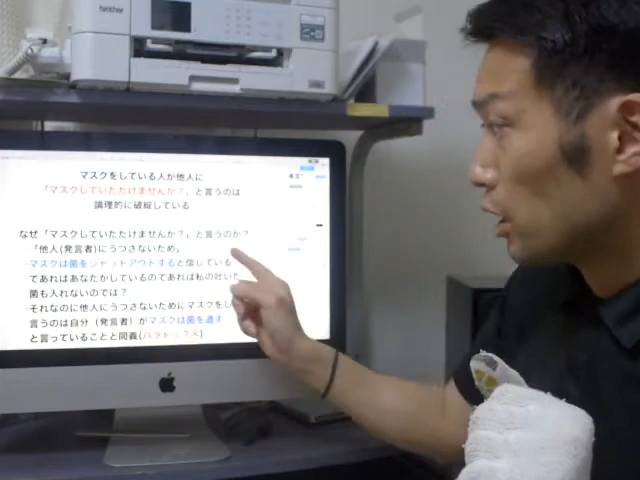 brother
マスクをしている人が他人に
「マスクしていただけませんか？」と言うのは
論理的に破綻している
なぜ「マスクしていただけませんか？」と言うのか？
「他人(発言者)にうつさないため」
・マスクは菌をシャットアウトすると信している
・であればあなたかしているのであれば私の吐いた
菌も入れないのでは？
・それなのに他人にうつさないためにマスクをし
言うのは自分（発言者）がマスクは菌を通す
と言っていることと同義(パラドックス)